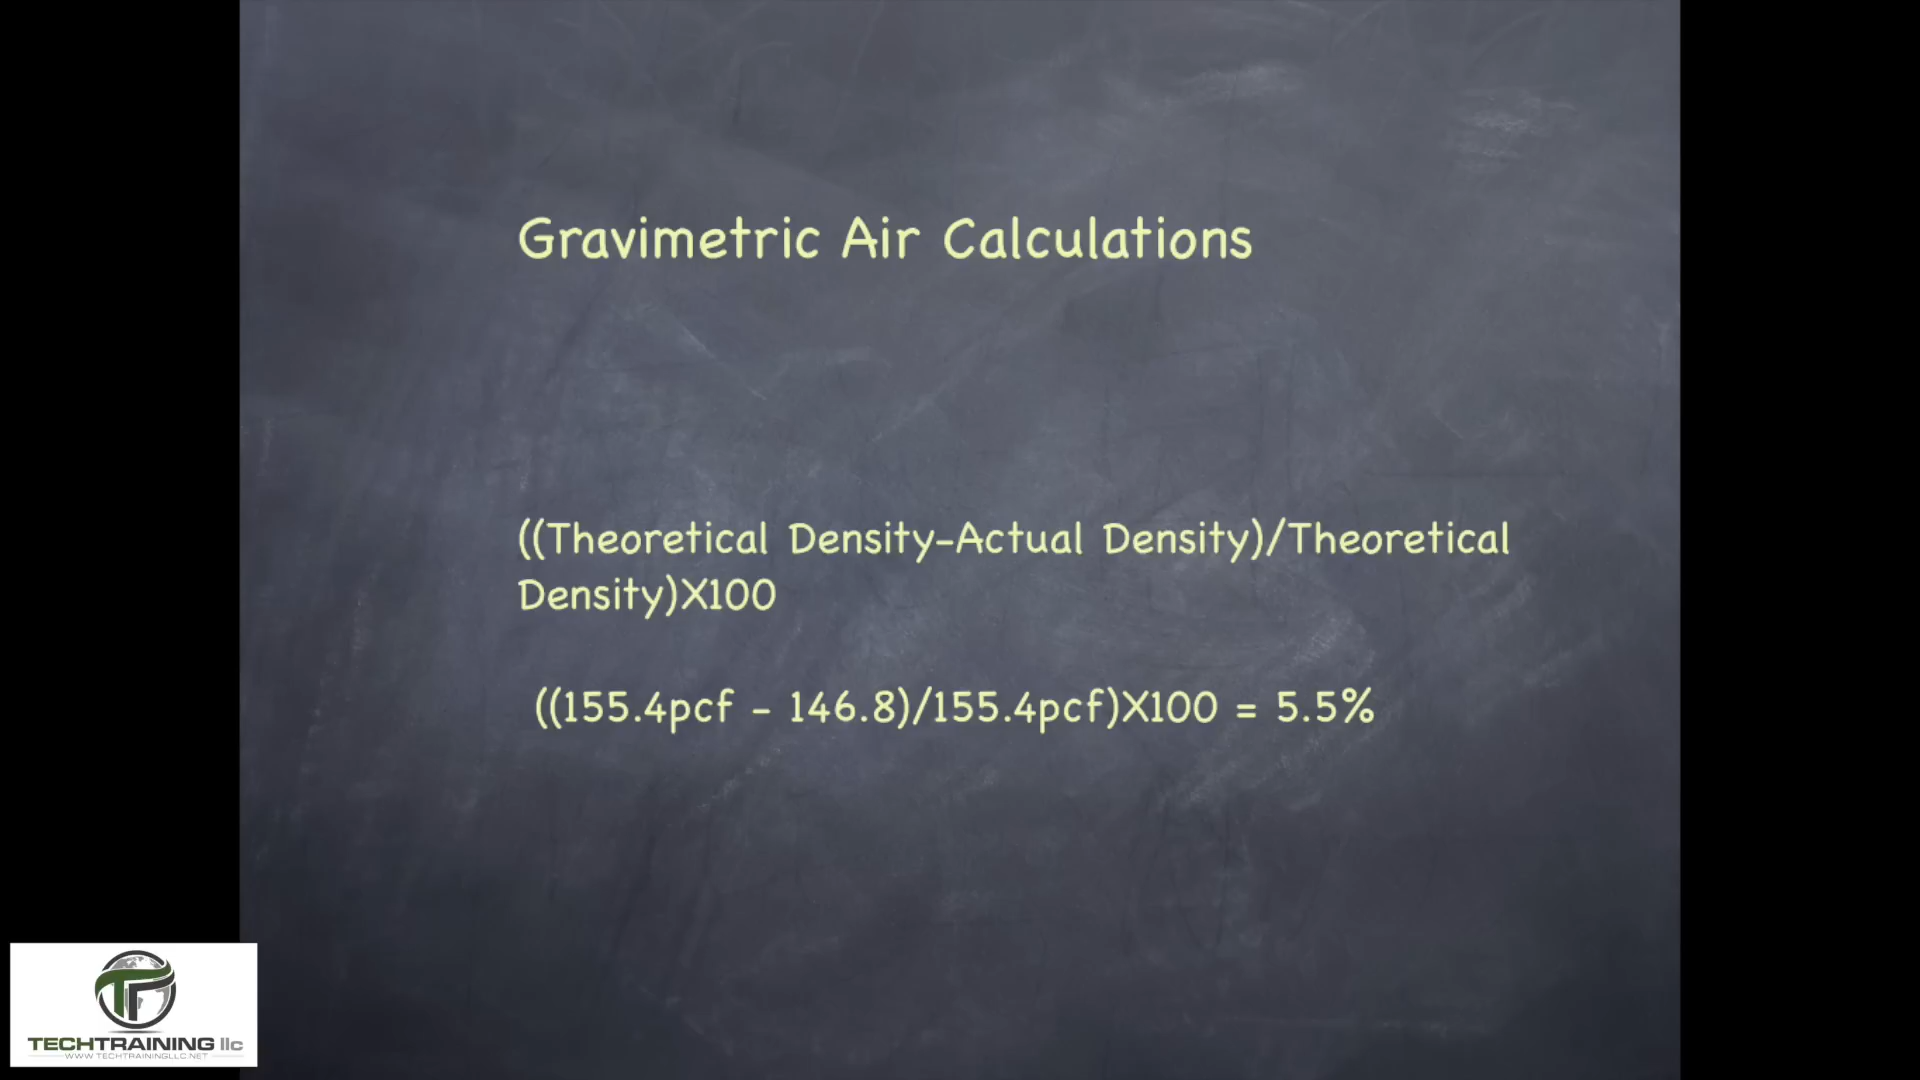 Gravimetric Air Calculations
((Theoretical Density-Actual Density)/Theoretical
Density)X100
((155.4pcf - 146.8)/155.4pcf)X100 = 5.5%
TECHTRAINING llc
WWW.TECHTRAININGLLC.NET